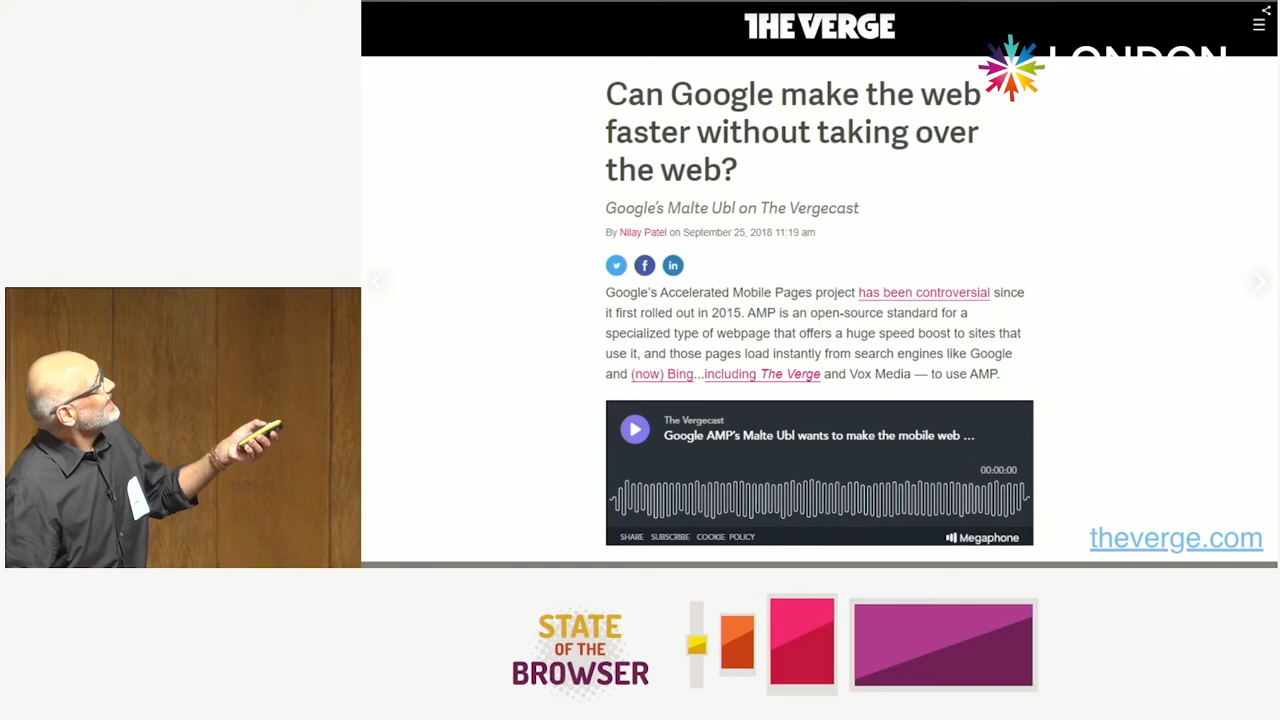 THE VERGE
LONDON
Can Google make the web
faster without taking over
the web?
Google's Malte Ubl on The Vergecast
By Nilay Patel on September 25, 2018 11:19 am
Google's Accelerated Mobile Pages project has been controversial since
it first rolled out in 2015. AMP is an open-source standard for a
specialized type of webpage that offers a huge speed boost to sites that
use it, and those pages load instantly from search engines like Google
and (now) Bing...including The Verge and Vox Media — to use AMP.
The Vergecast
Google AMP's Malte Ubl wants to make the mobile web ...
00:00:00
SHARE SUBSCRIBE COOKIE POLICY
Megaphone
theverge.com
STATE
OF THE
BROWSER